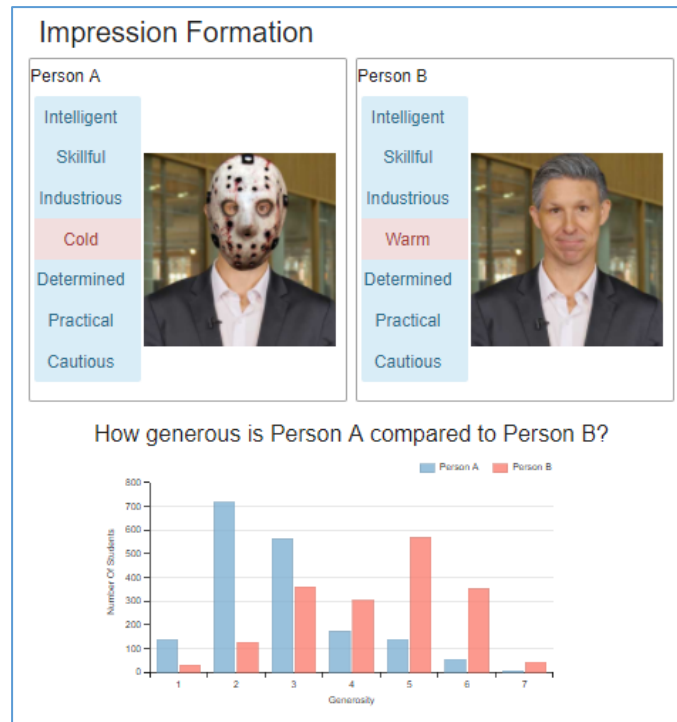 Impression Formation
Person A
Intelligent
Skillful
Industrious
Cold
Determined
Practical
Cautious
Person B
Intelligent
Skillful
Industrious
Warm
Determined
Practical
Cautious
How generous is Person A compared to Person B?
Person A Person B
Number Of Students
800
700
600
500
400
300
200
100
0
1 2 3 4 5 6 7
Generosity